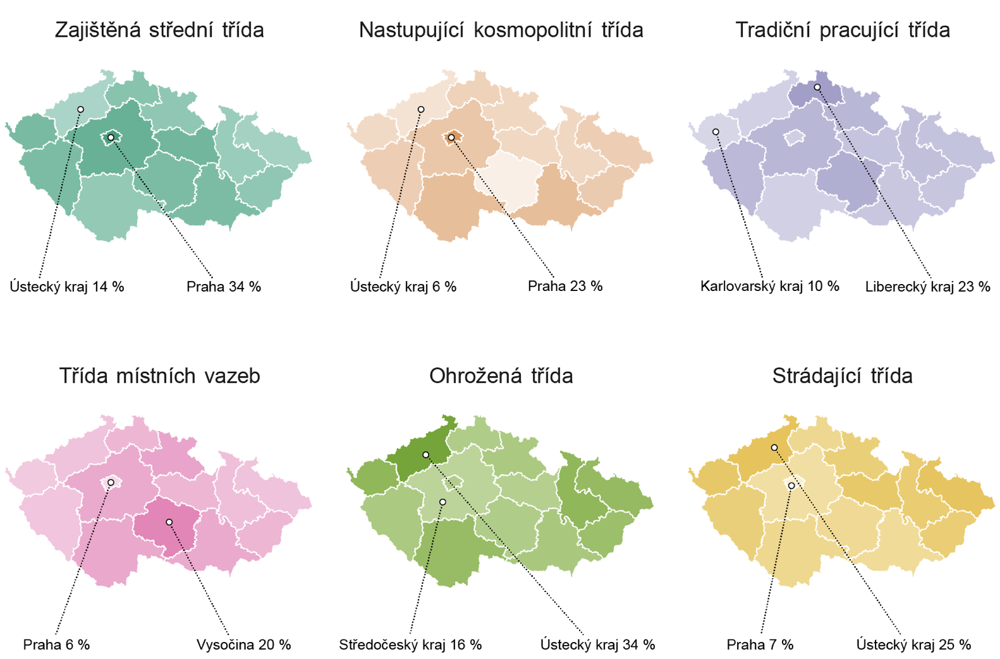 Zajištěná střední třída
Nastupující kosmopolitní třída
Tradiční pracující třída
Ústecký kraj 14 %
Praha 34 %
Ústecký kraj 6 %
Praha 23 %
Karlovarský kraj 10 %
Liberecký kraj 23 %
Třída místních vazeb
Ohrožená třída
Strádající třída
Praha 6 %
Vysočina 20 %
Středočeský kraj 16 %
Ústecký kraj 34 %
Praha 7 %
Ústecký kraj 25 %